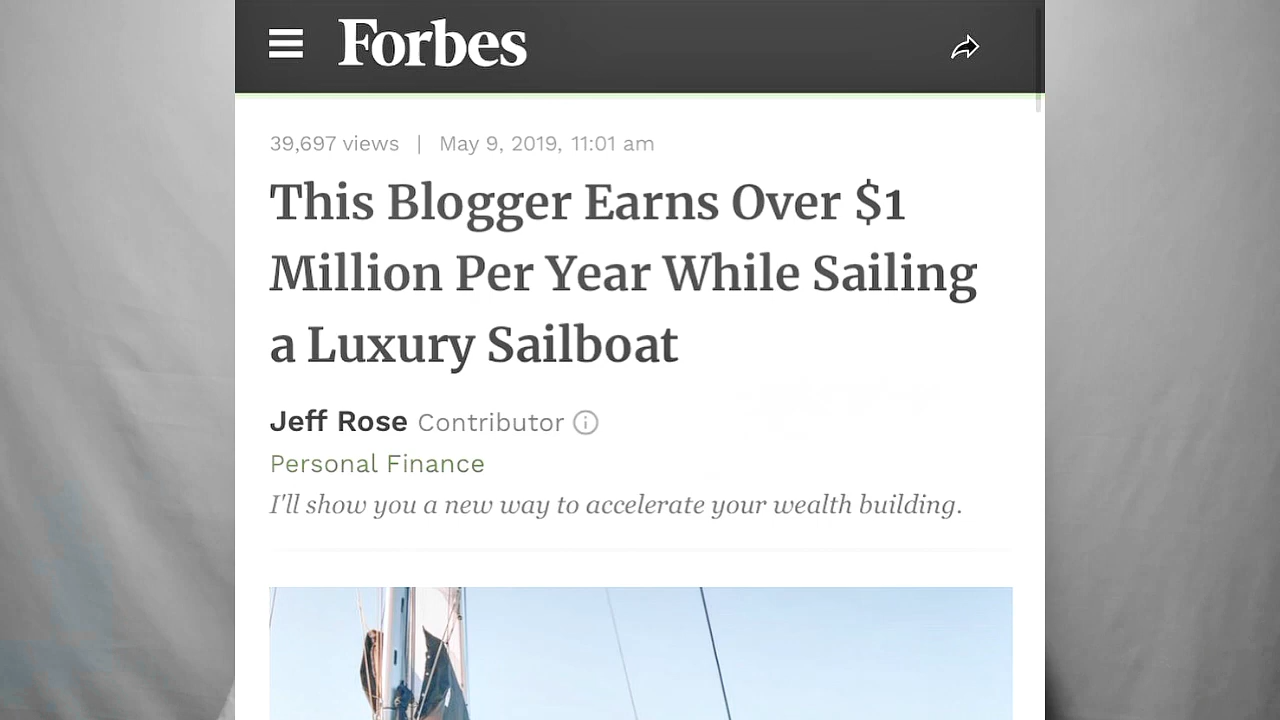 Forbes
39,697 views | May 9, 2019, 11:01 am
This Blogger Earns Over $1
Million Per Year While Sailing
a Luxury Sailboat
Jeff Rose Contributor
Personal Finance
I'll show you a new way to accelerate your wealth building.